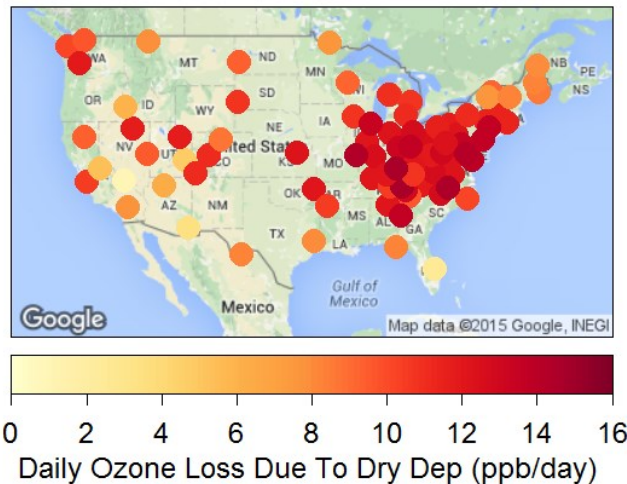 WA
MT
ND
NB
PE
MN
NS
OR
ID
SD
WI
WY
IA
NE
NV
United States
UT
CO
KS
MO
OK
AR
AZ
NM
MS
AL
SC
GA
TX
LA
Gulf of
Mexico
Mexico
Google
Map data ©2015 Google, INEGI
0 2 4 6 8 10 12 14 16
Daily Ozone Loss Due To Dry Dep (ppb/day)